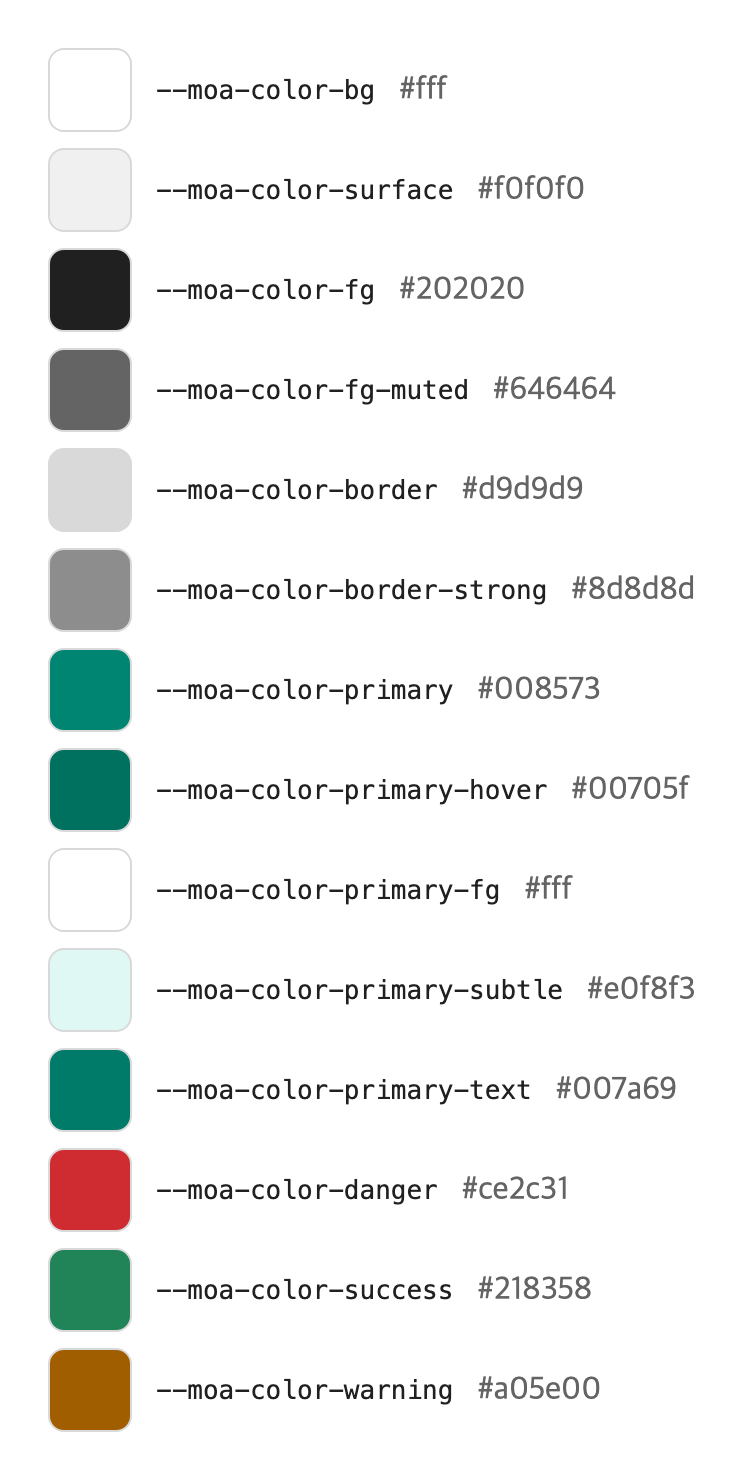 --moa-color-bg #fff
--moa-color-surface #f0f0f0
--moa-color-fg #202020
--moa-color-fg-muted #646464
--moa-color-border #d9d9d9
--moa-color-border-strong #8d8d8d
--moa-color-primary #008573
--moa-color-primary-hover #00705f
--moa-color-primary-fg #fff
--moa-color-primary-subtle #e0f8f3
--moa-color-primary-text #007a69
--moa-color-danger #ce2c31
--moa-color-success #218358
--moa-color-warning #a05e00